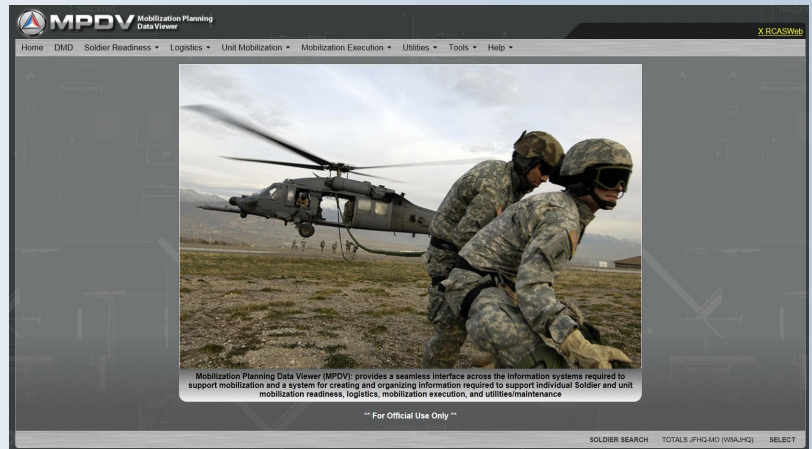 MPDV Mobilization Planning
Data Viewer
X RCASWeb
Home DMD Soldier Readiness Logistics Unit Mobilization Mobilization Execution Utilities Tools Help
Mobilization Planning Data Viewer (MPDV): provides a seamless interface across the information systems required to
support mobilization and a system for creating and organizing information required to support individual Soldier and unit
mobilization readiness, logistics, mobilization execution, and utilities/maintenance
** For Official Use Only **
SOLDIER SEARCH TOTALS JFHQ-MO (W8AJHQ) SELECT